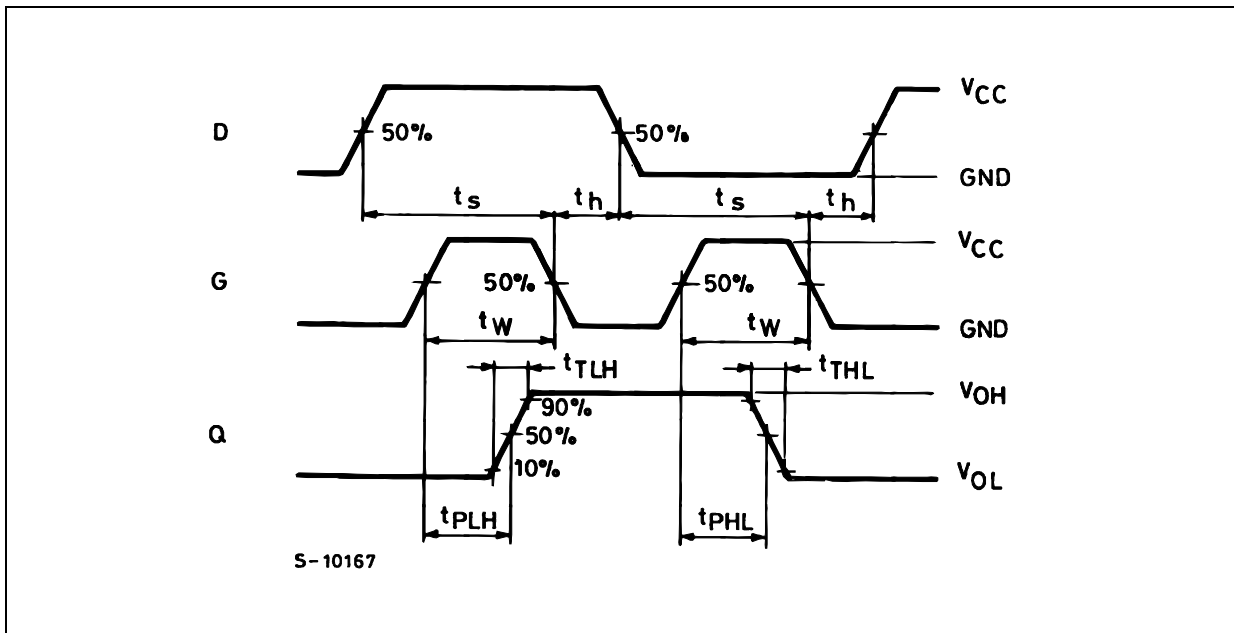 VCC
D 50% 50%
GND
ts th ts th
VCC
G 50% 50%
tW tW GND
tTLH tTHL
VOH
90%
Q 50%
10% VOL
tPLH tPHL
S-10167